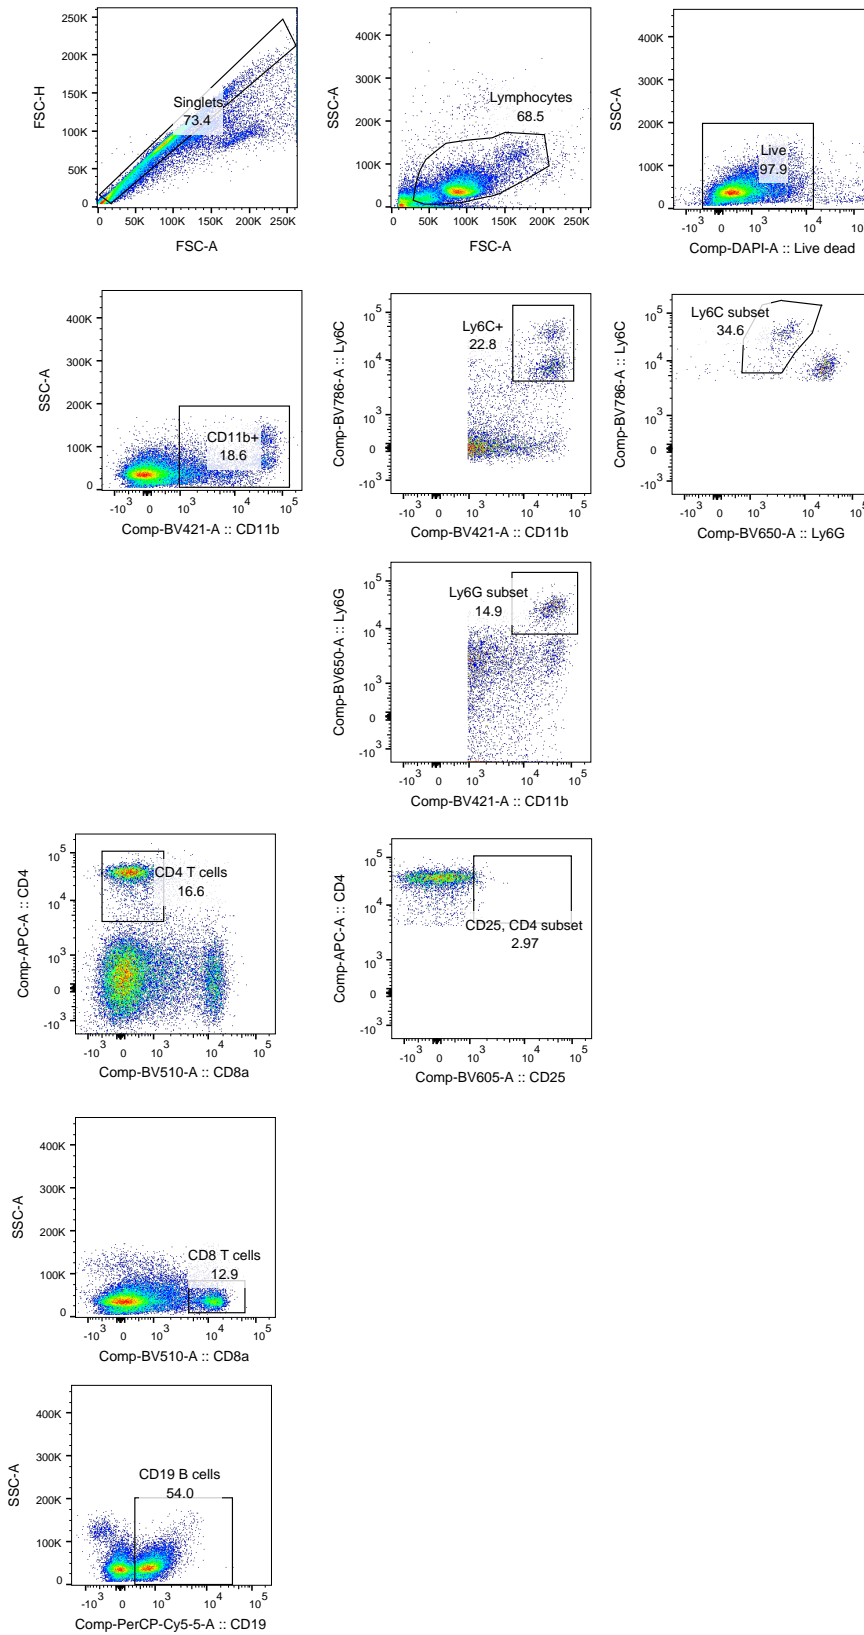 FSC-H
250K
200K
150K
100K
50K
0
Singlets
73.4
0 50K 100K 150K 200K 250K
FSC-A
SSC-A
400K
300K
200K
100K
0
Lymphocytes
68.5
0 50K 100K 150K 200K 250K
FSC-A
SSC-A
400K
300K
200K
100K
0
Live
97.9
-10 3 0 10 3 10 4 10
Comp-DAPI-A :: Live dead
SSC-A
400K
300K
200K
100K
0
CD11b+
18.6
-10 3 0 10 3 10 4 10 5
Comp-BV421-A :: CD11b
Comp-BV786-A :: Ly6C
10 5
10 4
10 3
0
-10 3
Ly6C+
22.8
-10 3 0 10 3 10 4 10 5
Comp-BV421-A :: CD11b
Comp-BV786-A :: Ly6C
10 5
10 4
10 3
0
-10 3
Ly6C subset
34.6
-10 3 0 10 3 10 4 10 5
Comp-BV650-A :: Ly6G
Comp-BV650-A :: Ly6G
10 5
10 4
10 3
0
-10 3
Ly6G subset
14.9
-10 3 0 10 3 10 4 10 5
Comp-BV421-A :: CD11b
Comp-APC-A :: CD4
10 5
10 4
10 3
0
-10 3
CD4 T cells
16.6
-10 3 0 10 3 10 4 10 5
Comp-BV510-A :: CD8a
Comp-APC-A :: CD4
10 5
10 4
10 3
0
-10 3
CD25, CD4 subset
2.97
-10 3 0 10 3 10 4 10 5
Comp-BV605-A :: CD25
SSC-A
400K
300K
200K
100K
0
CD8 T cells
12.9
-10 3 0 10 3 10 4 10 5
Comp-BV510-A :: CD8a
SSC-A
400K
300K
200K
100K
0
CD19 B cells
54.0
-10 3 0 10 3 10 4 10 5
Comp-PerCP-Cy5-5-A :: CD19